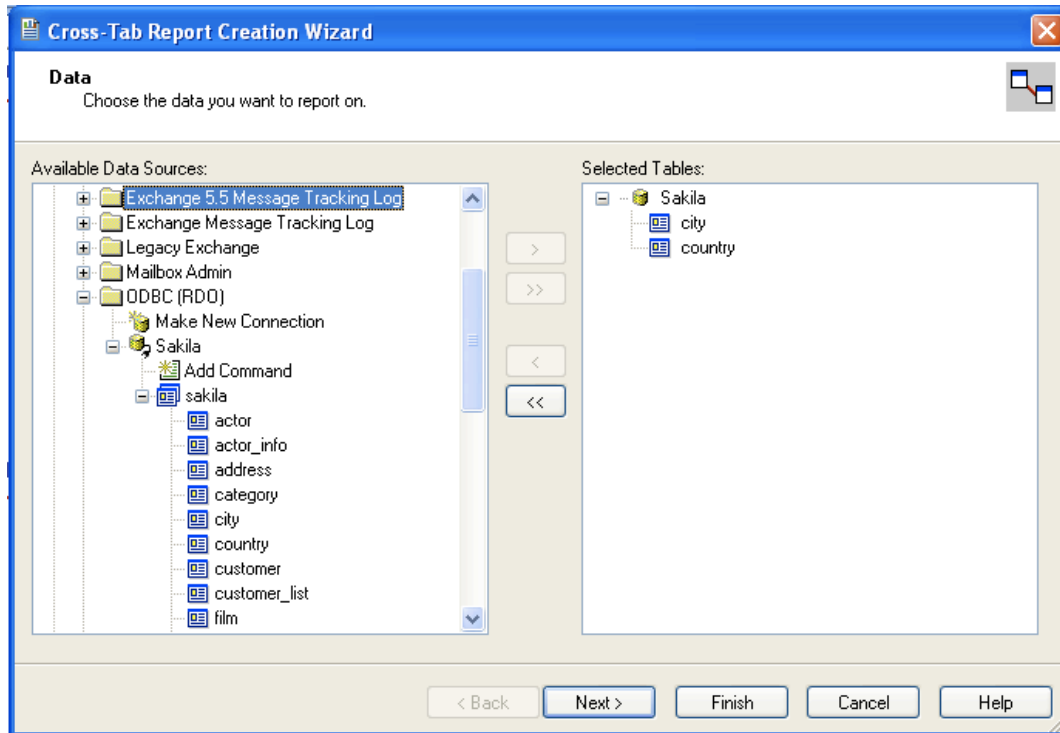 Cross-Tab Report Creation Wizard
Data
Choose the data you want to report on.
Available Data Sources:
Exchange 5.5 Message Tracking Log
Exchange Message Tracking Log
Legacy Exchange
Mailbox Admin
ODBC (RDO)
Make New Connection
Sakila
Add Command
sakila
actor
actor_info
address
category
city
country
customer
customer_list
film
>
>>
<
<<
Selected Tables:
Sakila
city
country
< Back
Next >
Finish
Cancel
Help